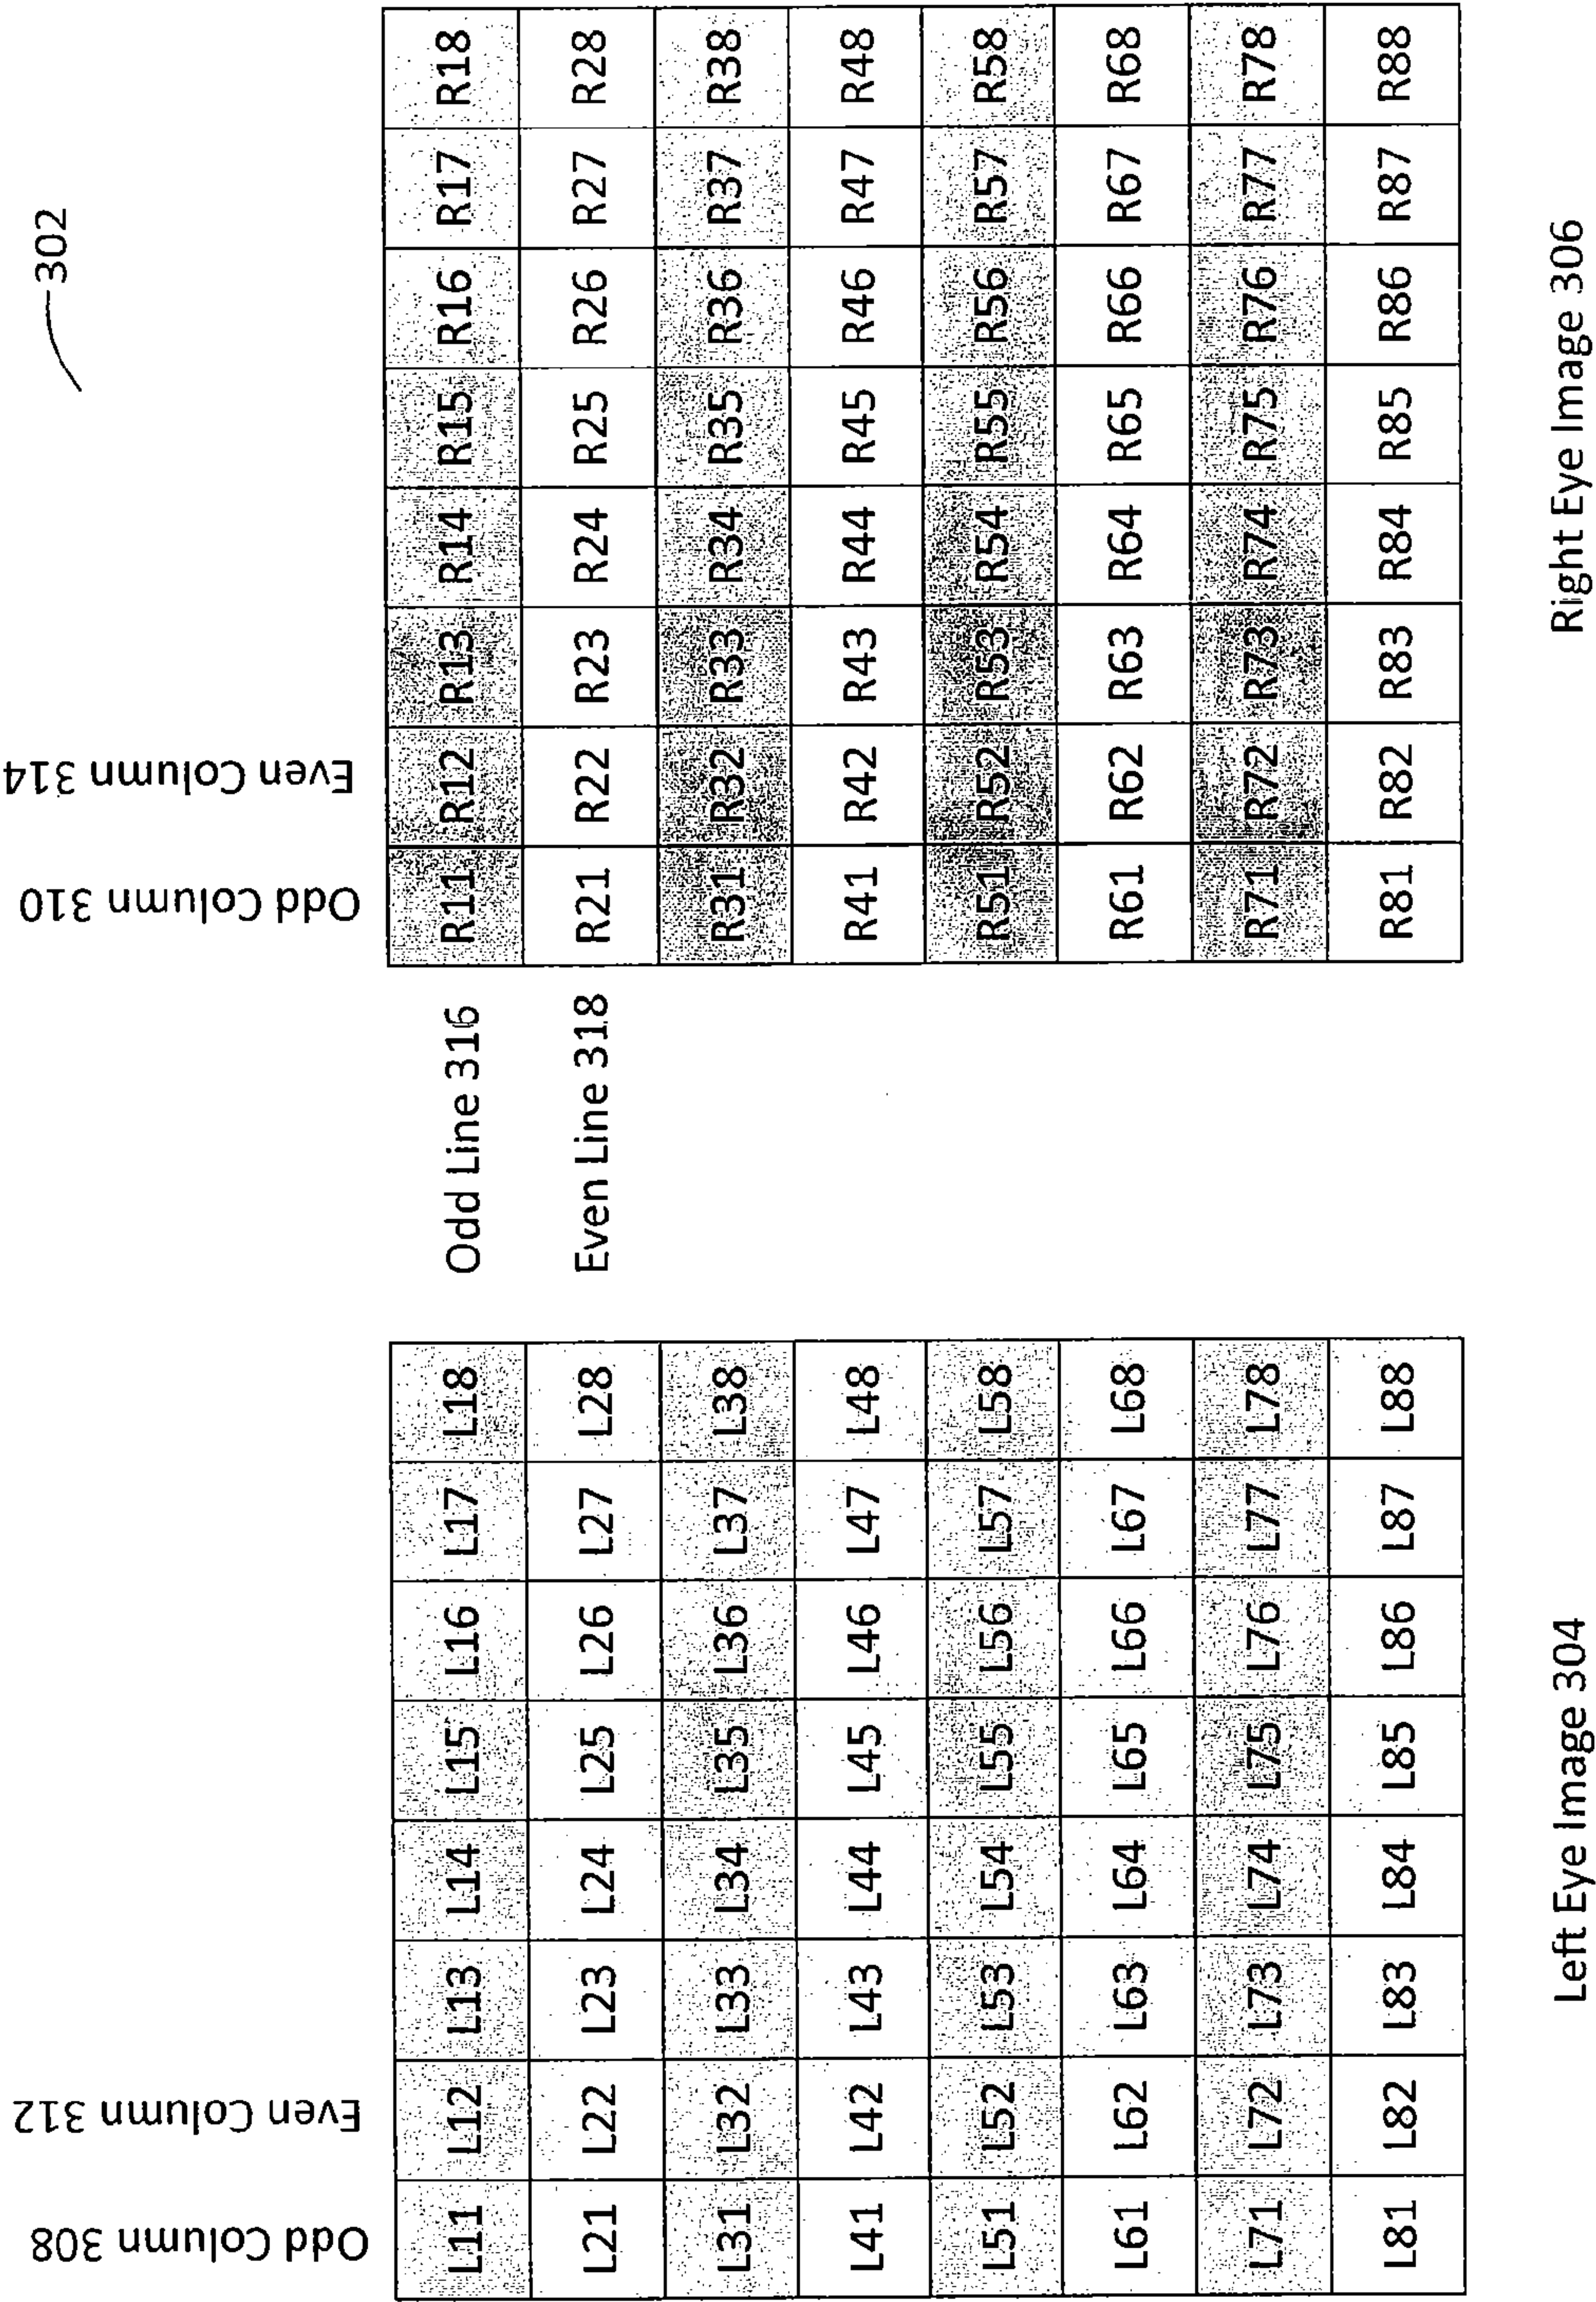 302
Odd Column 308
Even Column 312
Odd Column 310
Even Column 314
L11 L12 L13 L14 L15 L16 L17 L18
L21 L22 L23 L24 L25 L26 L27 L28
L31 L32 L33 L34 L35 L36 L37 L38
L41 L42 L43 L44 L45 L46 L47 L48
L51 L52 L53 L54 L55 L56 L57 L58
L61 L62 L63 L64 L65 L66 L67 L68
L71 L72 L73 L74 L75 L76 L77 L78
L81 L82 L83 L84 L85 L86 L87 L88
Left Eye Image 304
Odd Line 316
Even Line 318
R11 R12 R13 R14 R15 R16 R17 R18
R21 R22 R23 R24 R25 R26 R27 R28
R31 R32 R33 R34 R35 R36 R37 R38
R41 R42 R43 R44 R45 R46 R47 R48
R51 R52 R53 R54 R55 R56 R57 R58
R61 R62 R63 R64 R65 R66 R67 R68
R71 R72 R73 R74 R75 R76 R77 R78
R81 R82 R83 R84 R85 R86 R87 R88
Right Eye Image 306